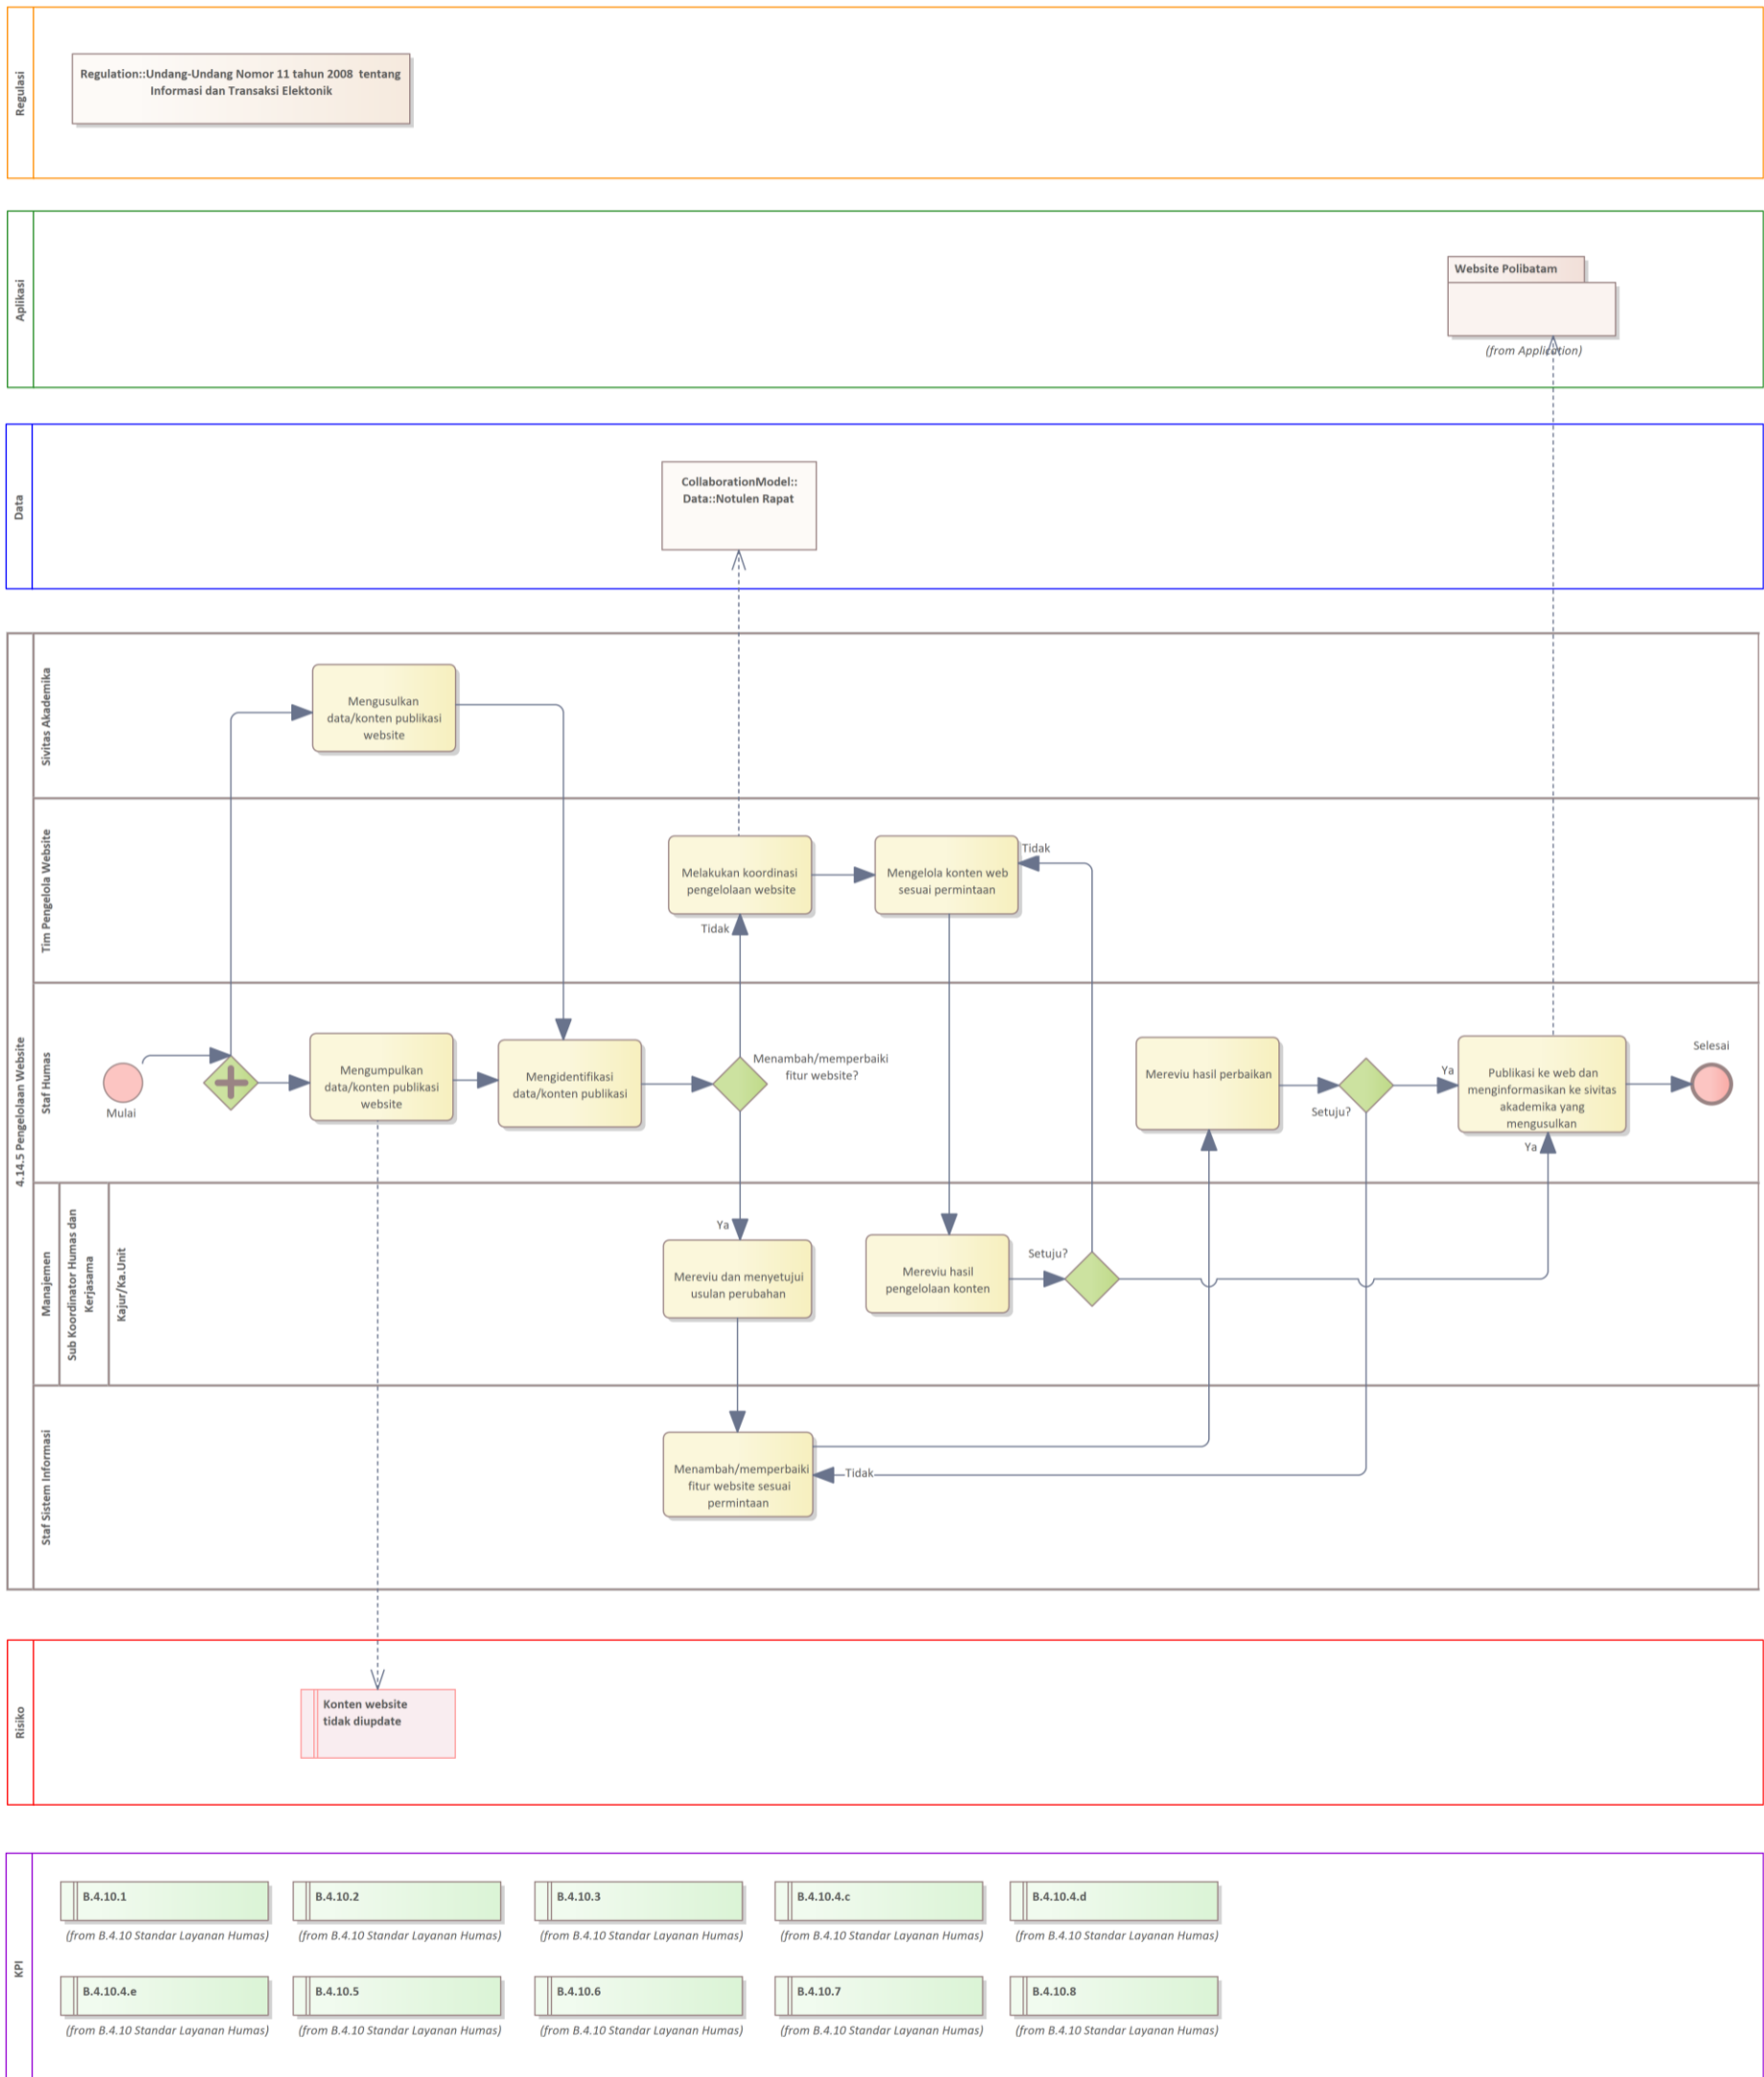 Regulasi
Regulation::Undang-Undang Nomor 11 tahun 2008 tentang
Informasi dan Transaksi Elektonik
Aplikasi
Website Polibatam
(from Application)
Data
CollaborationModel::
Data::Notulen Rapat
4.14.5 Pengelolaan Website
Sivitas Akademika
Mengusulkan
data/konten publikasi
website
Tim Pengelola Website
Melakukan koordinasi
pengelolaan website
Mengelola konten web
sesuai permintaan
Tidak
Tidak
Staf Humas
Mulai
Mengumpulkan
data/konten publikasi
website
Mengidentifikasi
data/konten publikasi
Menambah/memperbaiki
fitur website?
Mereviu hasil perbaikan
Setuju?
Ya
Publikasi ke web dan
menginformasikan ke sivitas
akademika yang
mengusulkan
Selesai
Ya
Manajemen
Sub Koordinator Humas dan
Kerjasama
Kajur/Ka.Unit
Ya
Mereviu dan menyetujui
usulan perubahan
Mereviu hasil
pengelolaan konten
Setuju?
Staf Sistem Informasi
Menambah/memperbaiki
fitur website sesuai
permintaan
Tidak
Risiko
Konten website
tidak diupdate
KPI
B.4.10.1
(from B.4.10 Standar Layanan Humas)
B.4.10.2
(from B.4.10 Standar Layanan Humas)
B.4.10.3
(from B.4.10 Standar Layanan Humas)
B.4.10.4.c
(from B.4.10 Standar Layanan Humas)
B.4.10.4.d
(from B.4.10 Standar Layanan Humas)
B.4.10.4.e
(from B.4.10 Standar Layanan Humas)
B.4.10.5
(from B.4.10 Standar Layanan Humas)
B.4.10.6
(from B.4.10 Standar Layanan Humas)
B.4.10.7
(from B.4.10 Standar Layanan Humas)
B.4.10.8
(from B.4.10 Standar Layanan Humas)